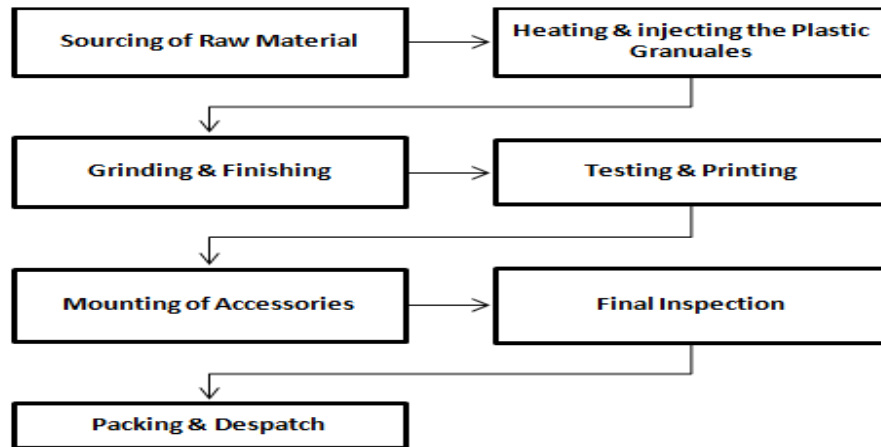 Sourcing of Raw Material
Heating & injecting the Plastic
Granuales
Grinding & Finishing
Testing & Printing
Mounting of Accessories
Final Inspection
Packing & Despatch